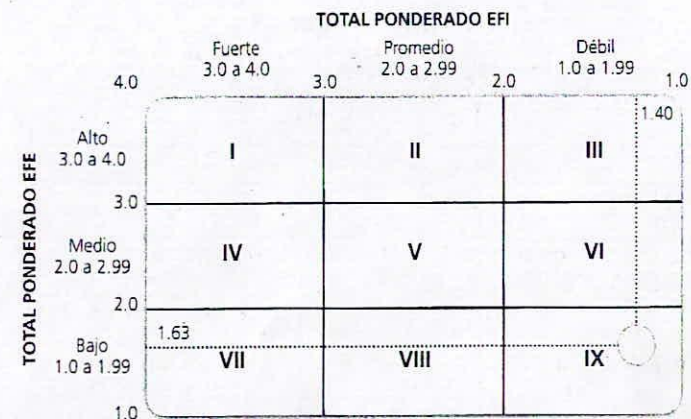 TOTAL PONDERADO EFI
Fuerte
3.0 a 4.0
Promedio
2.0 a 2.99
Débil
1.0 a 1.99
4.0
3.0
2.0
1.0
1.40
TOTAL PONDERADO EFE
Alto
3.0 a 4.0
I
II
III
3.0
Medio
2.0 a 2.99
IV
V
VI
2.0
1.63
Bajo
1.0 a 1.99
VII
VIII
IX
1.0